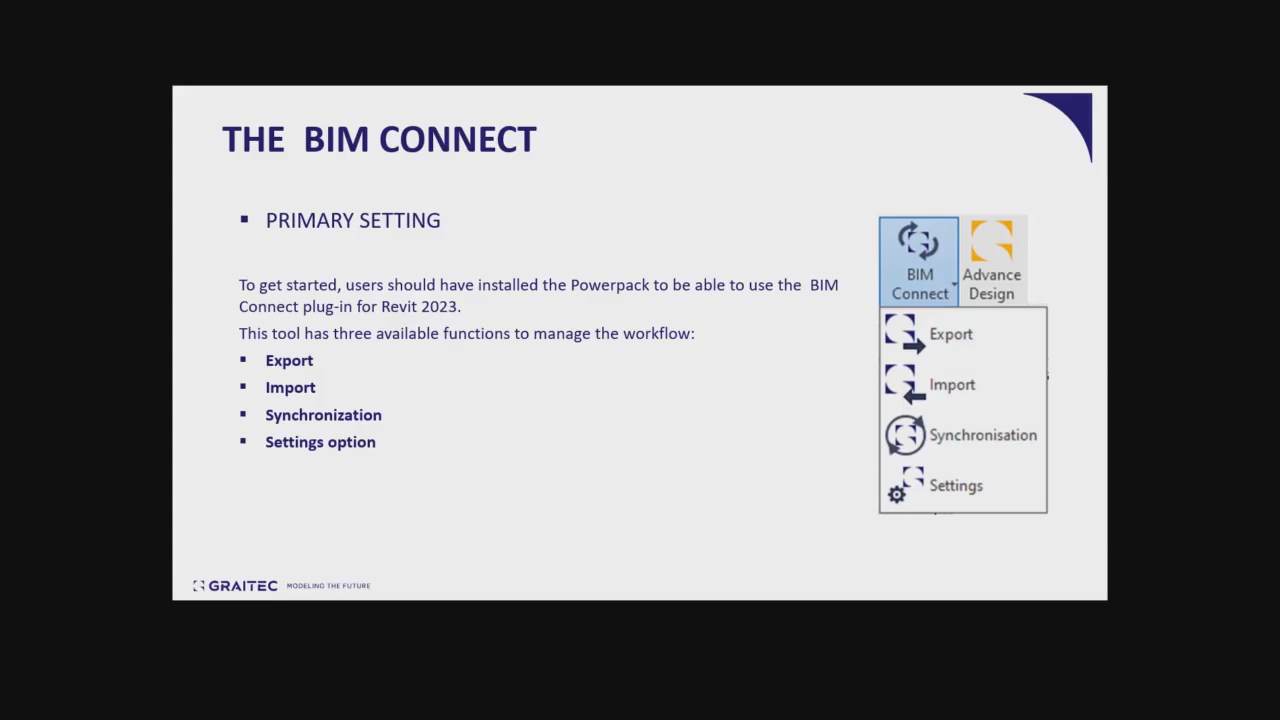 THE BIM CONNECT
▪ PRIMARY SETTING
To get started, users should have installed the Powerpack to be able to use the BIM
Connect plug-in for Revit 2023.
This tool has three available functions to manage the workflow:
▪ Export
▪ Import
▪ Synchronization
▪ Settings option
BIM
Connect
Advance
Design
Export
Import
Synchronisation
Settings
GRAITEC MODELING THE FUTURE